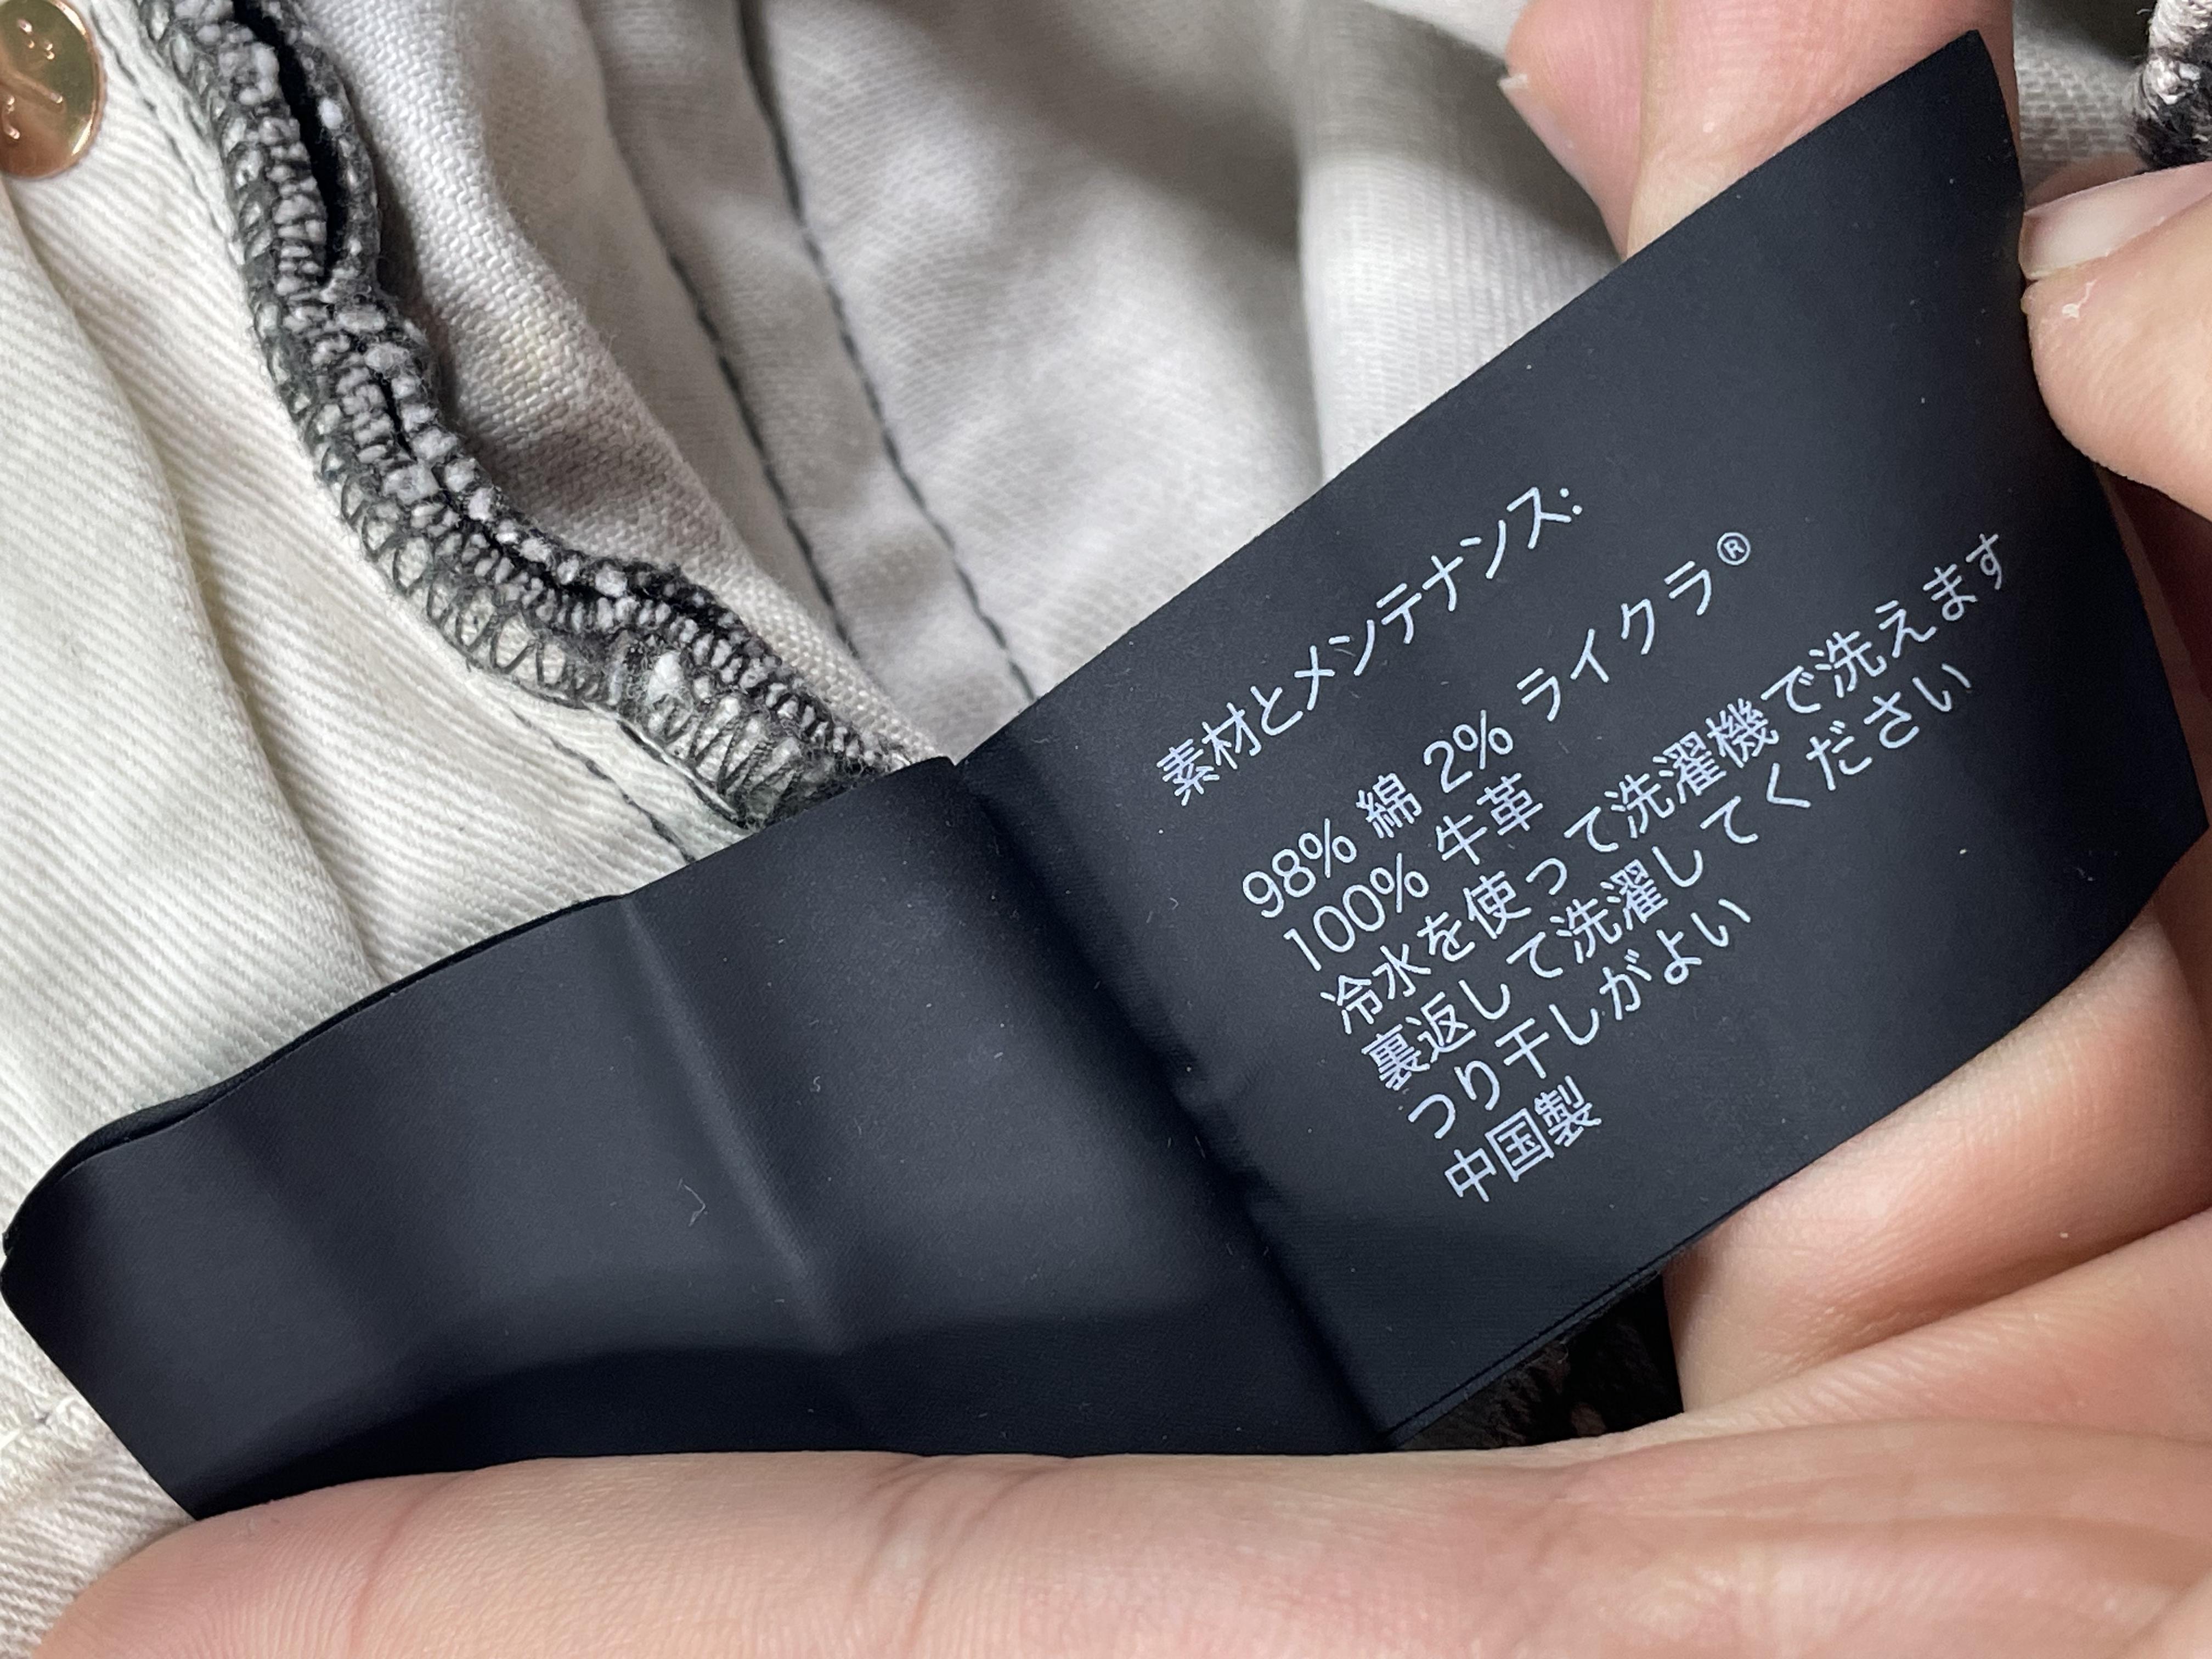 素材とメンテナンス:
98% 綿 2% ライクラ®
100% 牛革
冷水を使って洗濯機で洗えます
裏返して洗濯してください
つり干しがよい
中国製